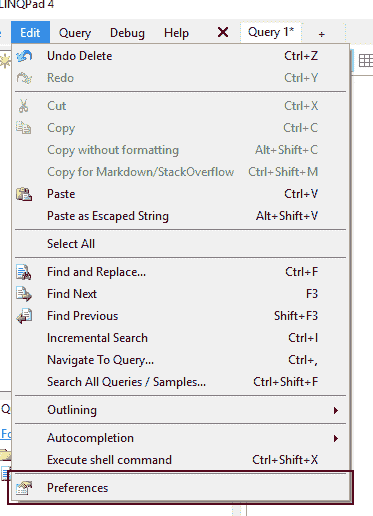 LINQPad 4
Edit Query Debug Help Query 1* +
Undo Delete Ctrl+Z
Redo Ctrl+Y
Cut Ctrl+X
Copy Ctrl+C
Copy without formatting Alt+Shift+C
Copy for Markdown/StackOverflow Ctrl+Shift+M
Paste Ctrl+V
Paste as Escaped String Alt+Shift+V
Select All
Find and Replace... Ctrl+F
Find Next F3
Find Previous Shift+F3
Incremental Search Ctrl+I
Navigate To Query... Ctrl+,
Search All Queries / Samples... Ctrl+Shift+F
Outlining
Autocompletion
Execute shell command Ctrl+Shift+X
Preferences